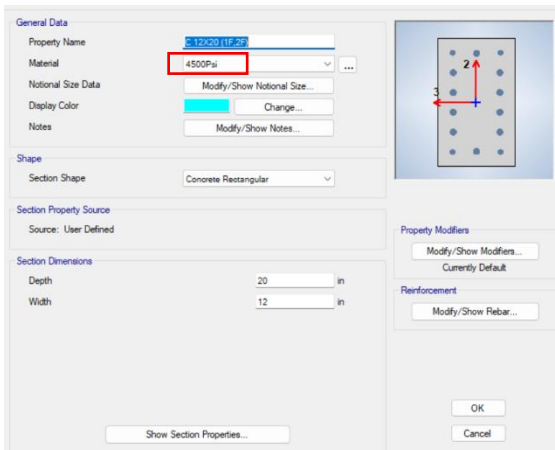 General Data
Property Name C 12X20 (1F,2F)
Material 4500Psi ...
Notional Size Data Modify/Show Notional Size...
Display Color Change...
Notes Modify/Show Notes...
Shape
Section Shape Concrete Rectangular
Section Property Source
Source: User Defined
Section Dimensions
Depth 20 in
Width 12 in
Show Section Properties...
2
3
Property Modifiers
Modify/Show Modifiers...
Currently Default
Reinforcement
Modify/Show Rebar...
OK
Cancel